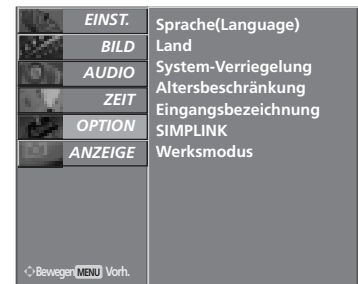 EINST.
BILD
AUDIO
ZEIT
OPTION
ANZEIGE
Sprache(Language)
Land
System-Verriegelung
Altersbeschränkung
Eingangsbezeichnung
SIMPLINK
Werksmodus
Bewegen MENU Vorh.